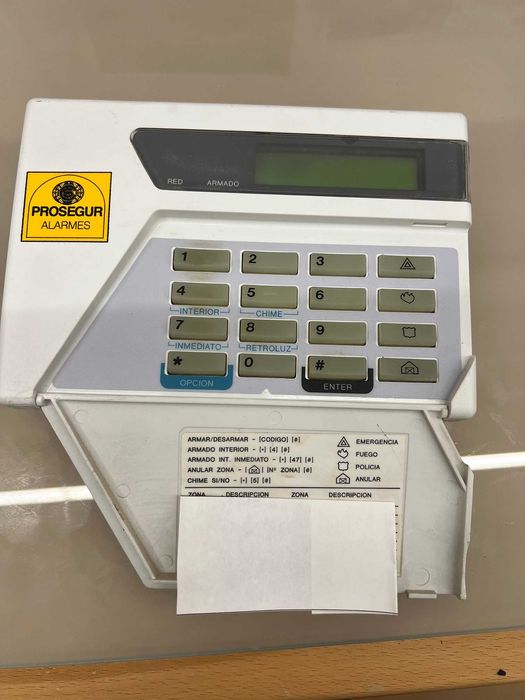 RED ARMADO
PROSEGUR
ALARMES
1 2 3
4 5 6
INTERIOR CHIME
7 8 9
INMEDIATO RETROLUZ
* 0 #
OPCION ENTER
ARMAR/DESARMAR - [CODIGO] [#]
ARMADO INTERIOR - [*] [4] [#]
ARMADO INT. INMEDIATO - [*] [47] [#]
ANULAR ZONA - [ ] [Nº ZONA] [#]
CHIME SI/NO - [*] [5] [#]
EMERGENCIA
FUEGO
POLICIA
ANULAR
ZONA DESCRIPCION ZONA DESCRIPCION